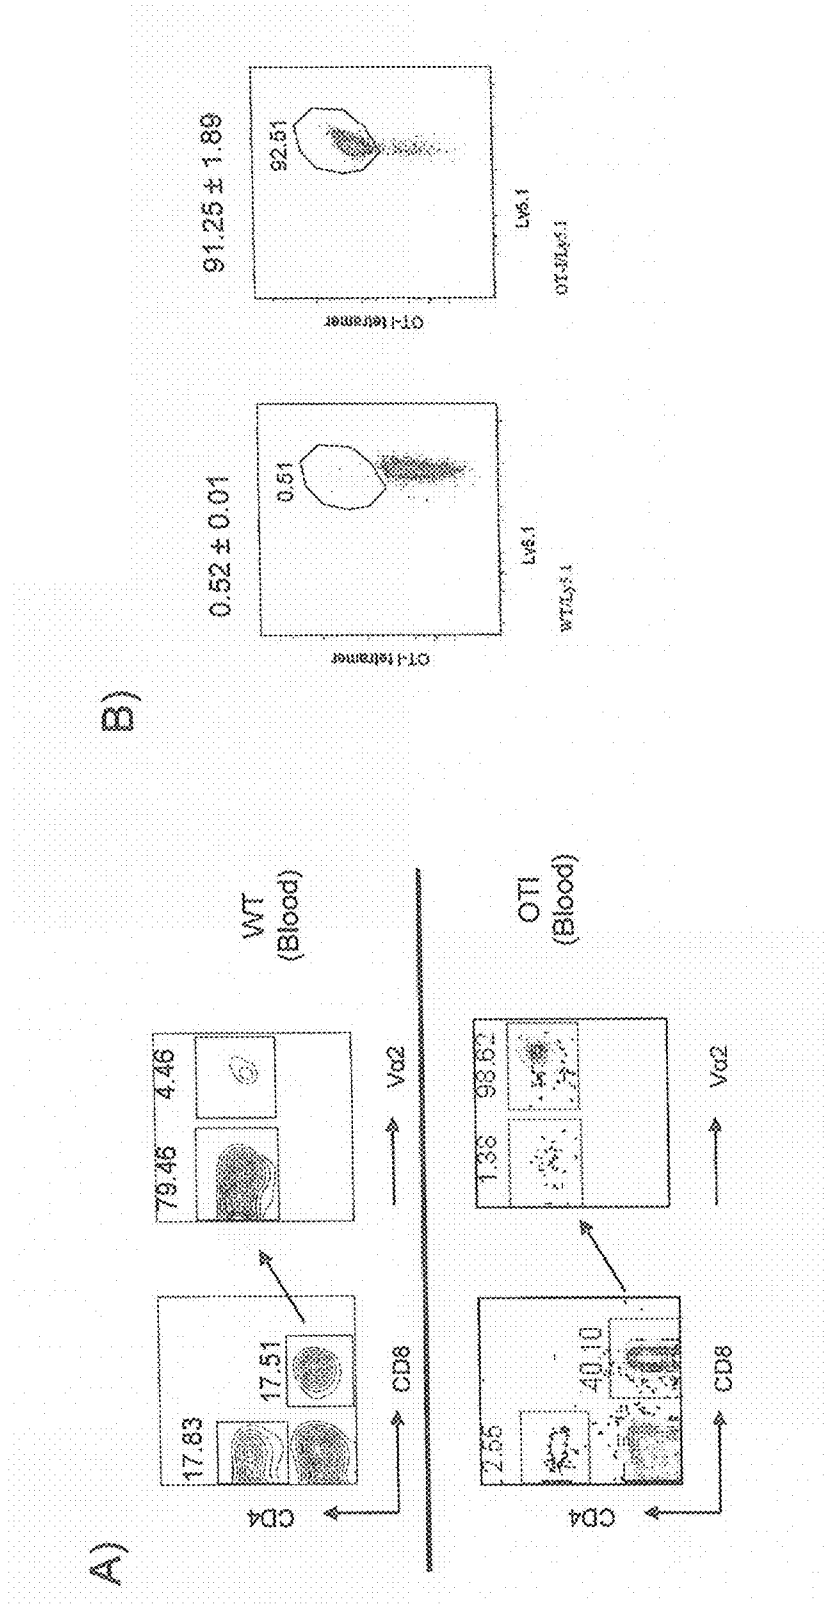 A)
17.83
17.51
CD4
CD8
79.46
4.46
Vα2
WT
(Blood)
2.55
40.10
CD4
CD8
1.38
98.62
Vα2
OTI
(Blood)
B)
0.52 ± 0.01
0.51
OT-I tetramer
Ly5.1
WT/Ly5.1
91.25 ± 1.89
92.51
OT-I tetramer
Ly5.1
OT-I/Ly5.1